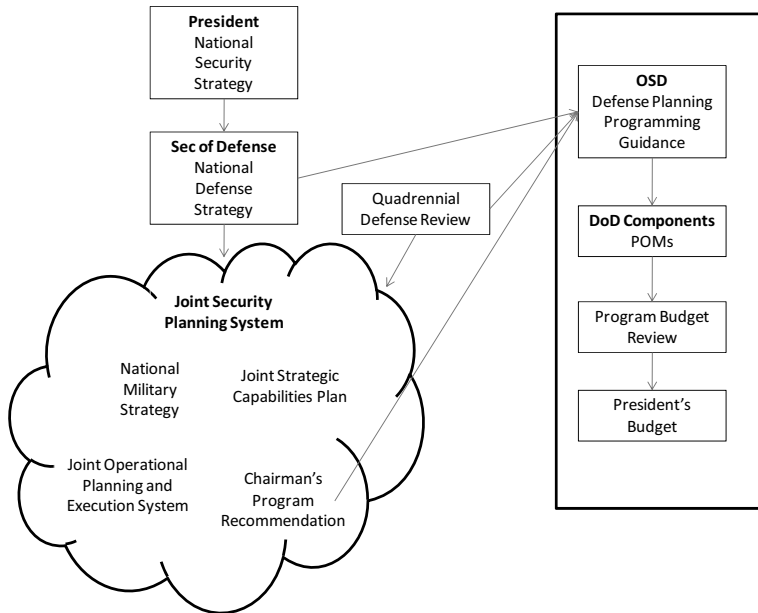 President
National
Security
Strategy
Sec of Defense
National
Defense
Strategy
Quadrennial
Defense Review
Joint Security
Planning System
National
Military
Strategy
Joint Strategic
Capabilities Plan
Joint Operational
Planning and
Execution System
Chairman's
Program
Recommendation
OSD
Defense Planning
Programming
Guidance
DoD Components
POMs
Program Budget
Review
President's
Budget